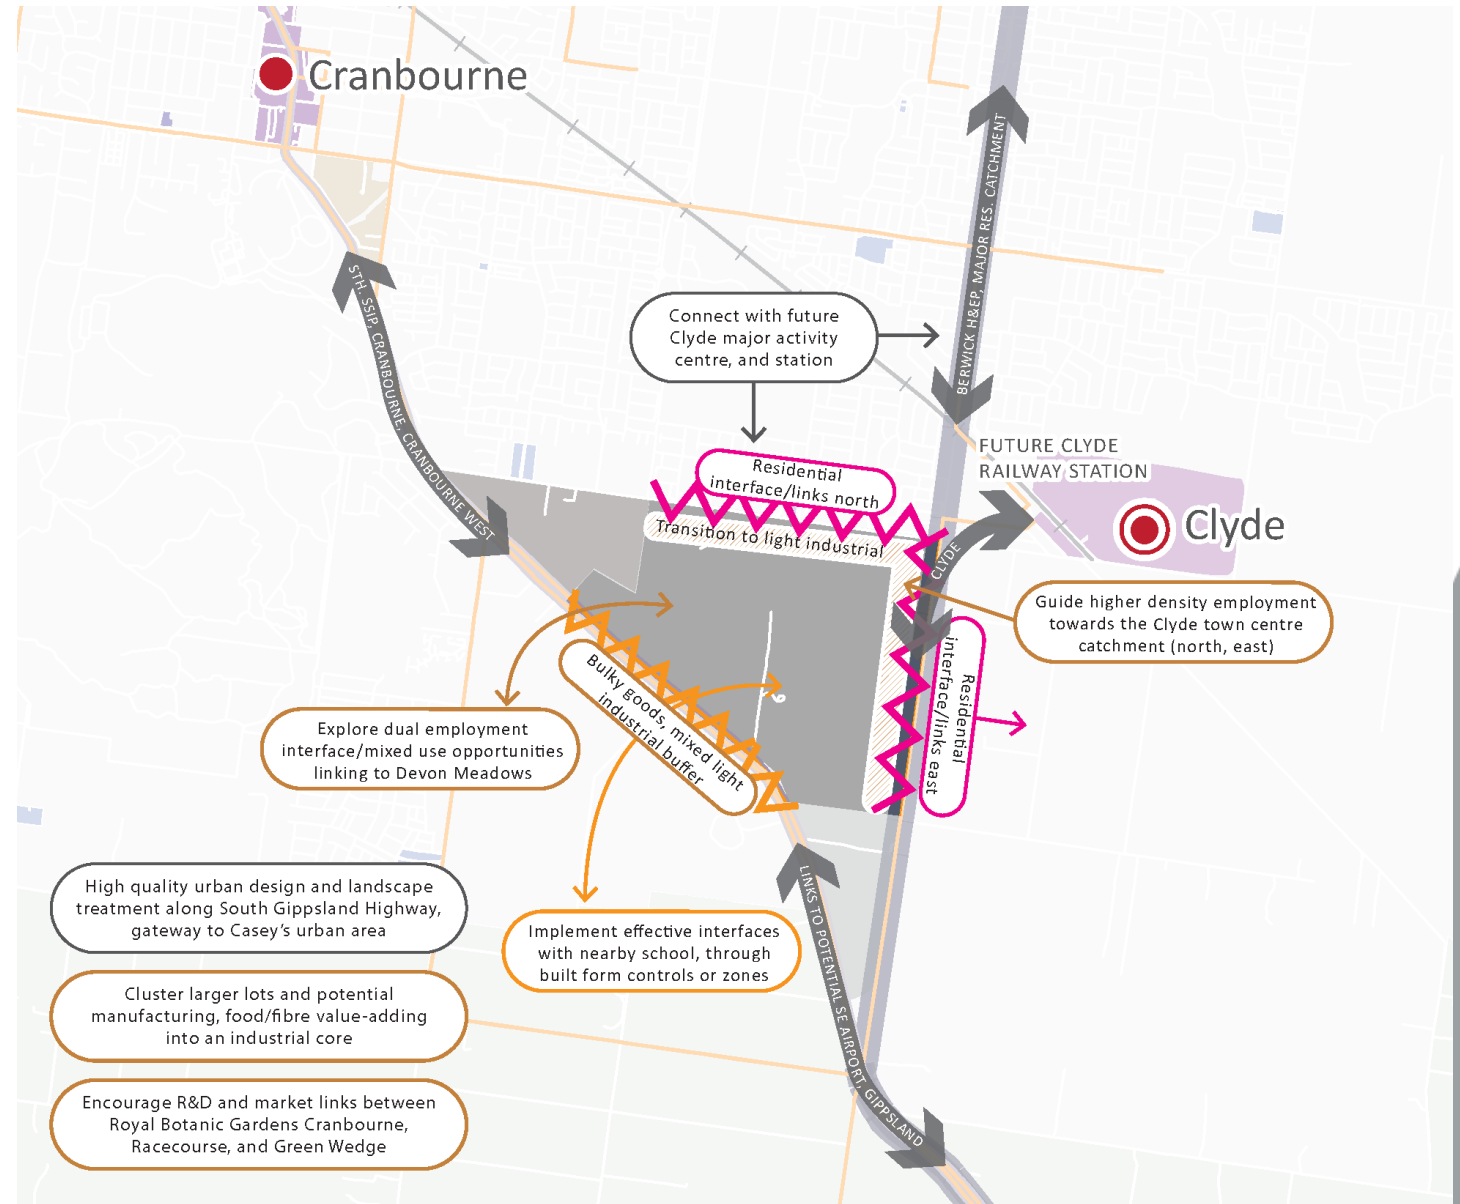 Cranbourne
STH. SSIP, CRANBOURNE, CRANBOURNE WEST
BERWICK H&EP, MAJOR RES. CATCHMENT
Connect with future
Clyde major activity
centre, and station
FUTURE CLYDE
RAILWAY STATION
Clyde
Residential
interface/links north
Transition to light industrial
CLYDE
Guide higher density employment
towards the Clyde town centre
catchment (north, east)
Residential
interface/links east
Bulky goods, mixed light
industrial buffer
Explore dual employment
interface/mixed use opportunities
linking to Devon Meadows
High quality urban design and landscape
treatment along South Gippsland Highway,
gateway to Casey's urban area
Implement effective interfaces
with nearby school, through
built form controls or zones
LINKS TO POTENTIAL SE AIRPORT, GIPPSLAND
Cluster larger lots and potential
manufacturing, food/fibre value-adding
into an industrial core
Encourage R&D and market links between
Royal Botanic Gardens Cranbourne,
Racecourse, and Green Wedge